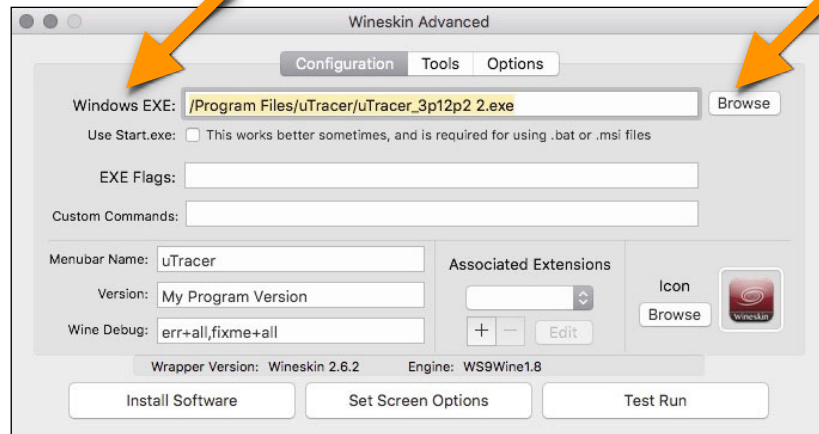 Wineskin Advanced
Configuration Tools Options
Windows EXE: /Program Files/uTracer/uTracer_3p12p2 2.exe Browse
Use Start.exe: This works better sometimes, and is required for using .bat or .msi files
EXE Flags:
Custom Commands:
Menubar Name: uTracer
Associated Extensions
Version: My Program Version
Icon
Browse
Wineskin
Wine Debug: err+all,fixme+all
+ − Edit
Wrapper Version: Wineskin 2.6.2 Engine: WS9Wine1.8
Install Software Set Screen Options Test Run